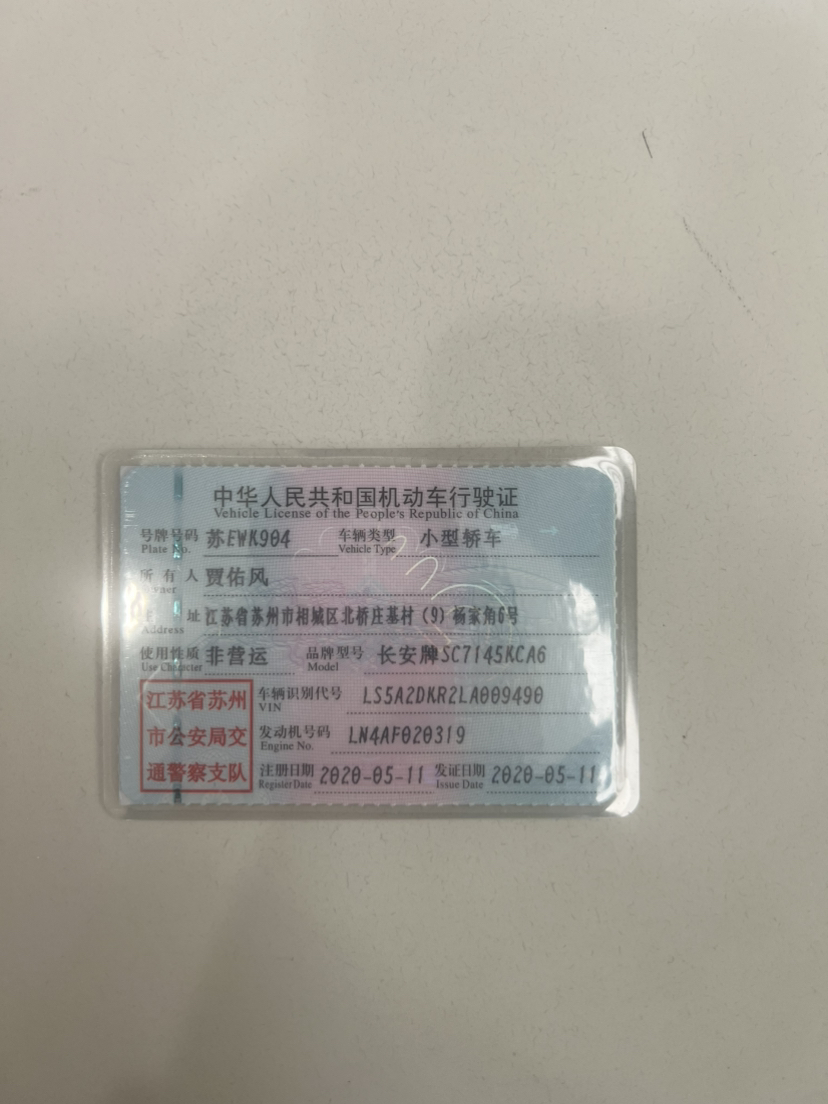 中华人民共和国机动车行驶证
Vehicle License of the People's Republic of China
号牌号码 苏EWK904 车辆类型 小型轿车
Plate No. Vehicle Type
所有人 贾佑风
Owner
址 江苏省苏州市相城区北桥庄基村(9)杨家角6号
Address
使用性质 非营运 品牌型号 长安牌SC7145KCA6
Use Character Model
江苏省苏州 车辆识别代号 LS5A2DKR2LA009490
VIN
市公安局交 发动机号码 LN4AF020319
Engine No.
通警察支队 注册日期 2020-05-11 发证日期 2020-05-11
Register Date Issue Date